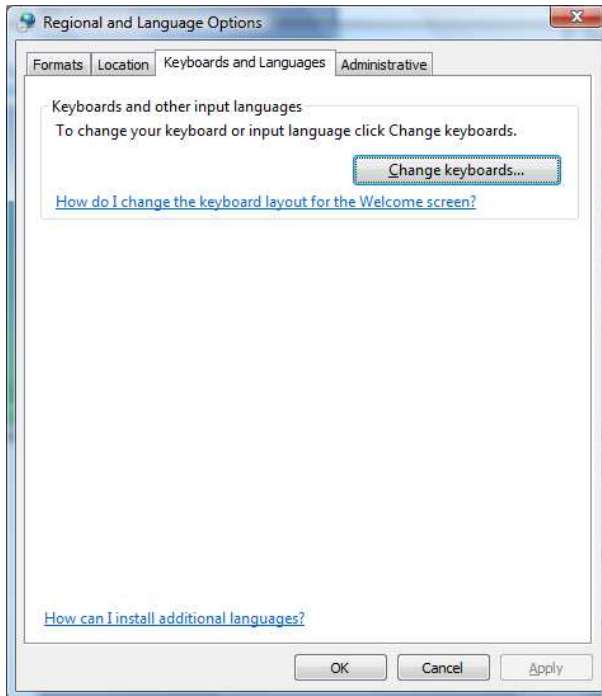 Regional and Language Options
Formats Location Keyboards and Languages Administrative
Keyboards and other input languages
To change your keyboard or input language click Change keyboards.
Change keyboards...
How do I change the keyboard layout for the Welcome screen?
How can I install additional languages?
OK Cancel Apply